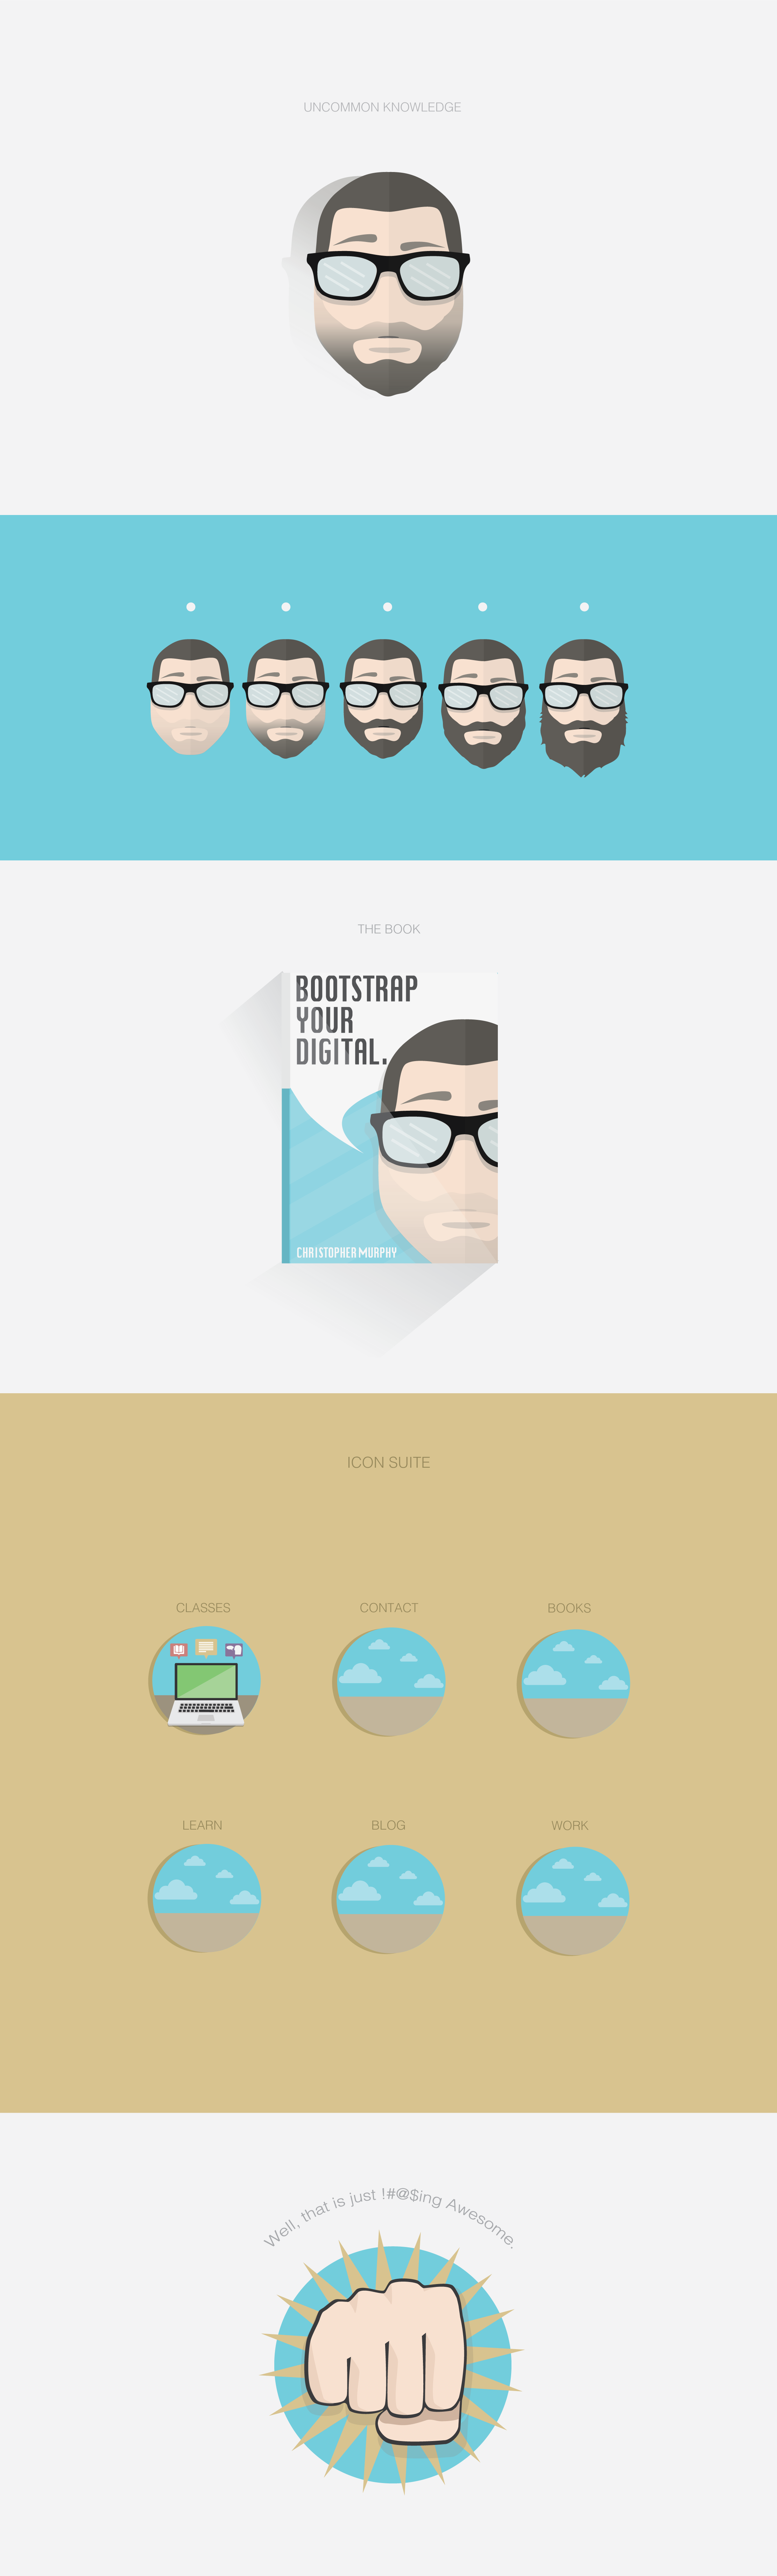 UNCOMMON KNOWLEDGE
THE BOOK
BOOTSTRAP
YOUR
DIGITAL.
CHRISTOPHER MURPHY
ICON SUITE
CLASSES
CONTACT
BOOKS
LEARN
BLOG
WORK
Well, that is just !#@$ing Awesome.